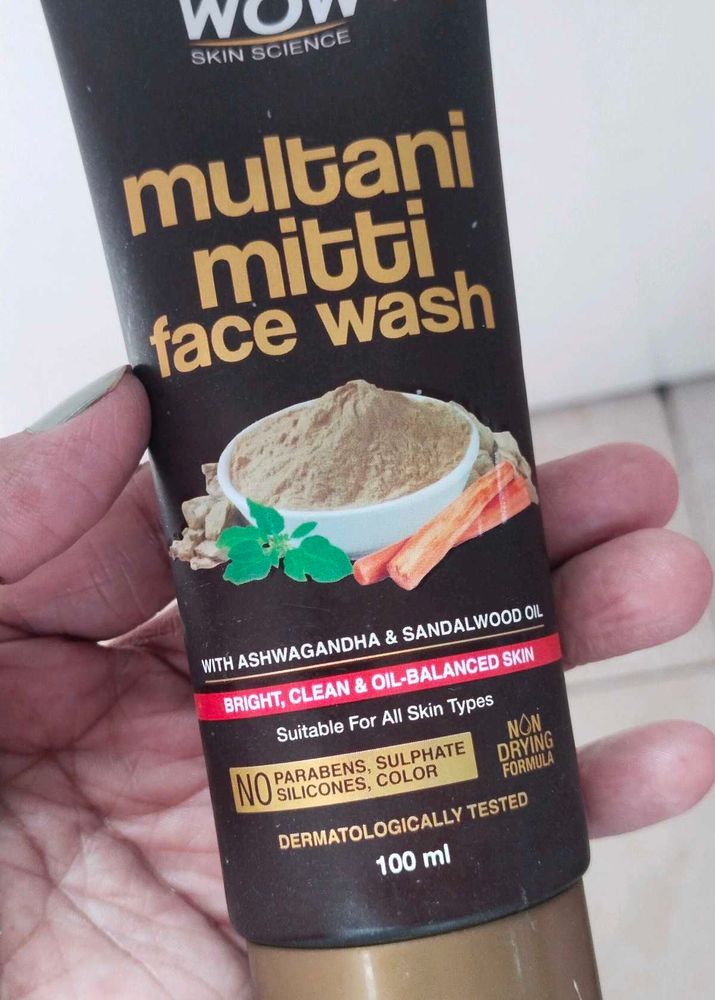 WOW
SKIN SCIENCE
multani
mitti
face wash
WITH ASHWAGANDHA & SANDALWOOD OIL
BRIGHT, CLEAN & OIL-BALANCED SKIN
Suitable For All Skin Types
NO PARABENS, SULPHATE
SILICONES, COLOR
NON
DRYING
FORMULA
DERMATOLOGICALLY TESTED
100 ml